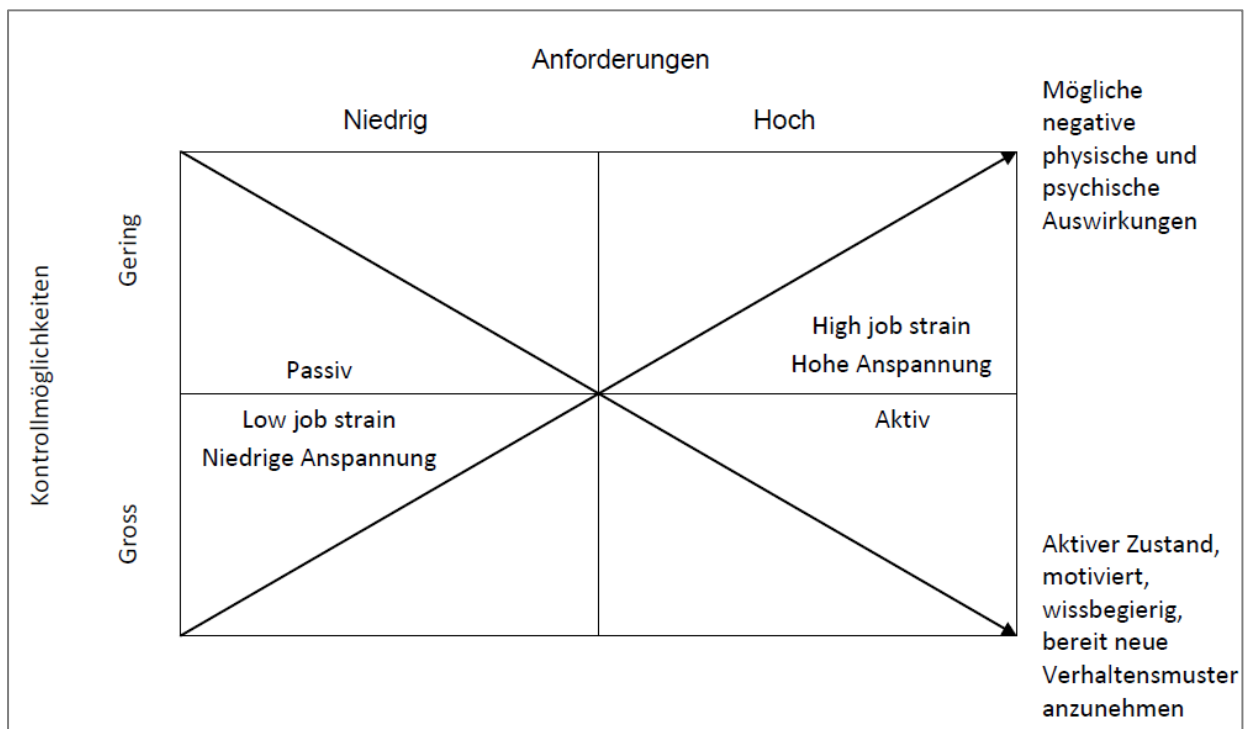 Anforderungen
Niedrig
Hoch
Mögliche
negative
physische und
psychische
Auswirkungen
Kontrollmöglichkeiten
Gering
High job strain
Hohe Anspannung
Passiv
Low job strain
Niedrige Anspannung
Aktiv
Gross
Aktiver Zustand,
motiviert,
wissbegierig,
bereit neue
Verhaltensmuster
anzunehmen